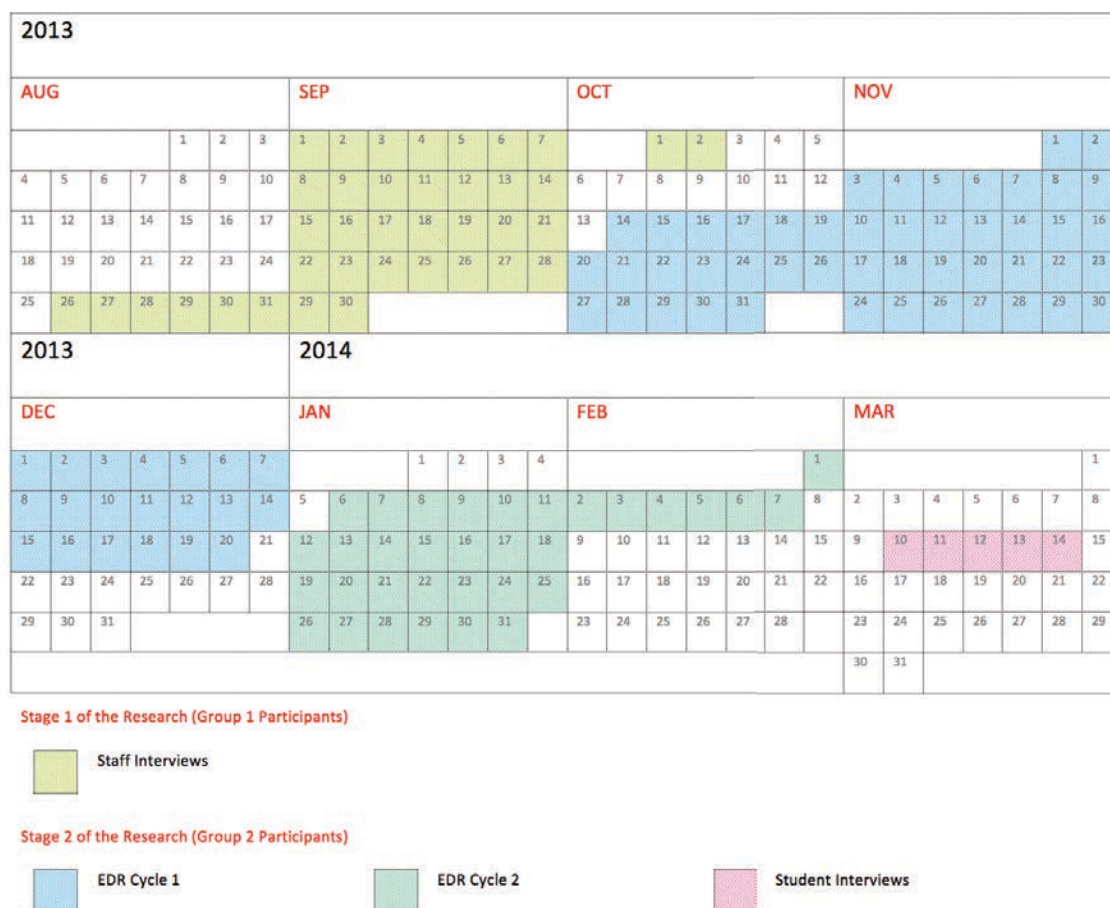 2013
AUG SEP OCT NOV
1 2 3 1 2 3 4 5 6 7 1 2 3 4 5 1 2
4 5 6 7 8 9 10 8 9 10 11 12 13 14 6 7 8 9 10 11 12 3 4 5 6 7 8 9
11 12 13 14 15 16 17 15 16 17 18 19 20 21 13 14 15 16 17 18 19 10 11 12 13 14 15 16
18 19 20 21 22 23 24 22 23 24 25 26 27 28 20 21 22 23 24 25 26 17 18 19 20 21 22 23
25 26 27 28 29 30 31 29 30 27 28 29 30 31 24 25 26 27 28 29 30
2013 2014
DEC JAN FEB MAR
1 2 3 4 5 6 7 1 2 3 4 1 1
8 9 10 11 12 13 14 5 6 7 8 9 10 11 2 3 4 5 6 7 8 2 3 4 5 6 7 8
15 16 17 18 19 20 21 12 13 14 15 16 17 18 9 10 11 12 13 14 15 9 10 11 12 13 14 15
22 23 24 25 26 27 28 19 20 21 22 23 24 25 16 17 18 19 20 21 22 16 17 18 19 20 21 22
29 30 31 26 27 28 29 30 31 23 24 25 26 27 28 23 24 25 26 27 28 29
30 31
Stage 1 of the Research (Group 1 Participants)
Staff Interviews
Stage 2 of the Research (Group 2 Participants)
EDR Cycle 1 EDR Cycle 2 Student Interviews